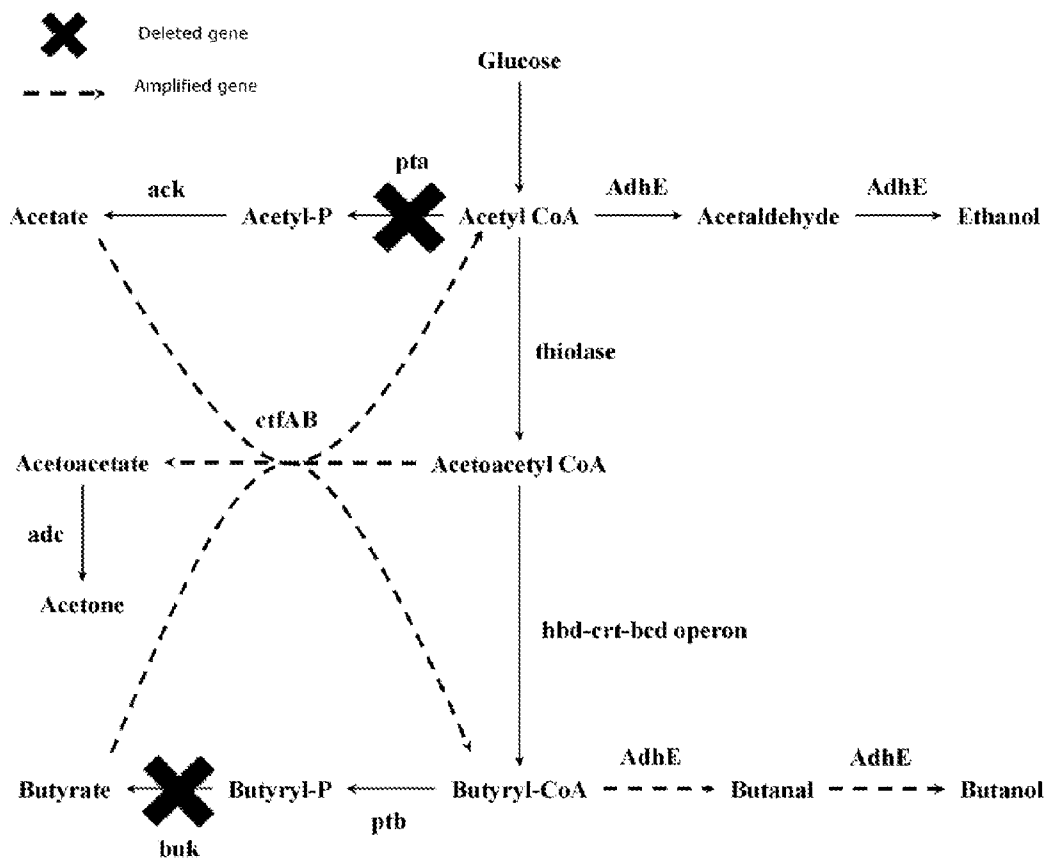 Deleted gene
Amplified gene
Glucose
pta
ack
AdhE
AdhE
Acetate
Acetyl-P
Acetyl CoA
Acetaldehyde
Ethanol
thiolase
ctfAB
Acetoacetate
Acetoacetyl CoA
adc
Acetone
hbd-crt-bcd operon
AdhE
AdhE
Butyrate
Butyryl-P
Butyryl-CoA
Butanal
Butanol
ptb
buk